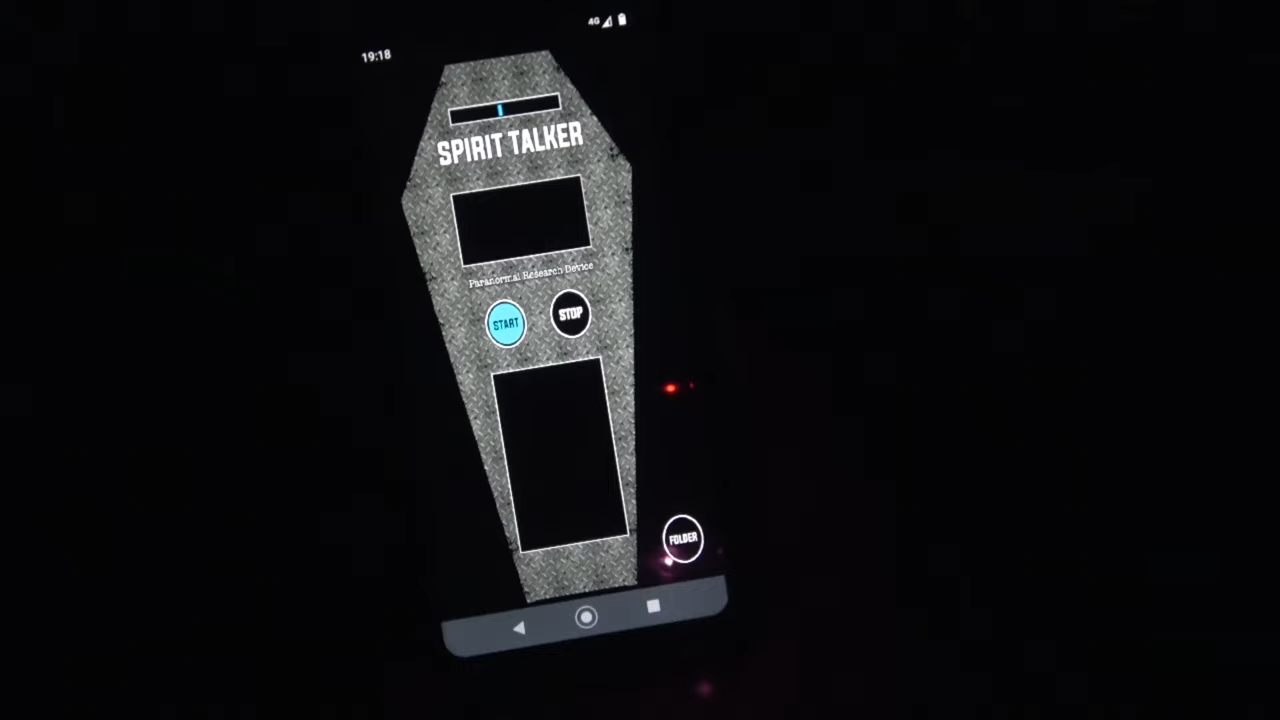 4G
19:18
SPIRIT TALKER
Paranormal Research Device
START
STOP
FOLDER